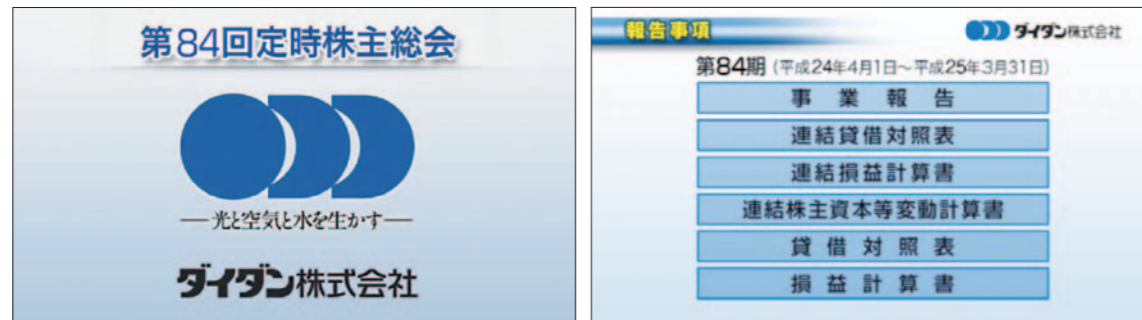 第84回定時株主総会
光と空気と水を生かす
ダイダン株式会社
報告事項
ダイダン株式会社
第84期（平成24年4月1日～平成25年3月31日）
事業報告
連結貸借対照表
連結損益計算書
連結株主資本等変動計算書
貸借対照表
損益計算書